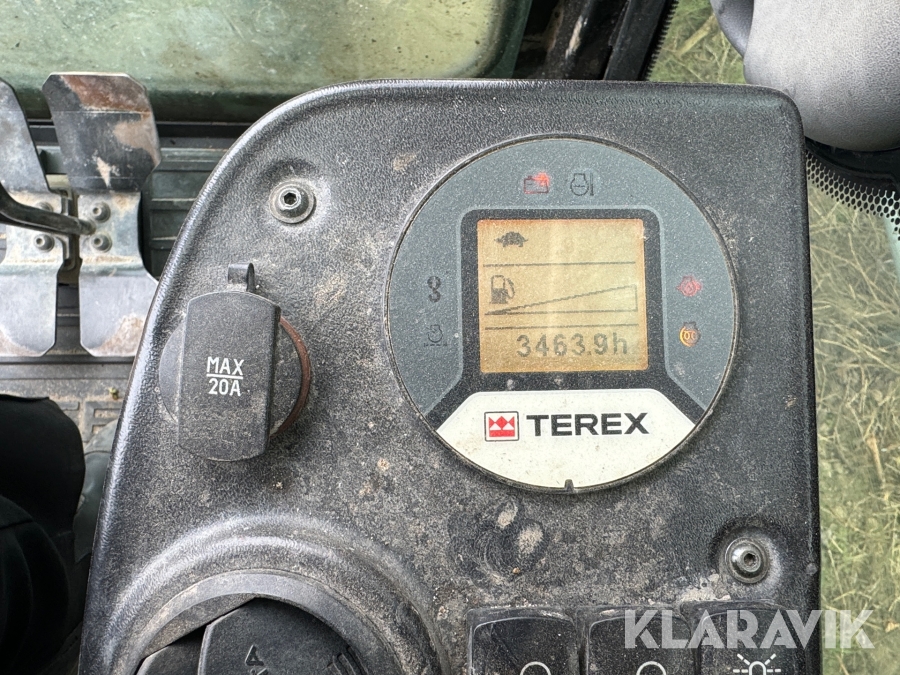 3463.9h
TEREX
MAX
20A
KLARAVIK